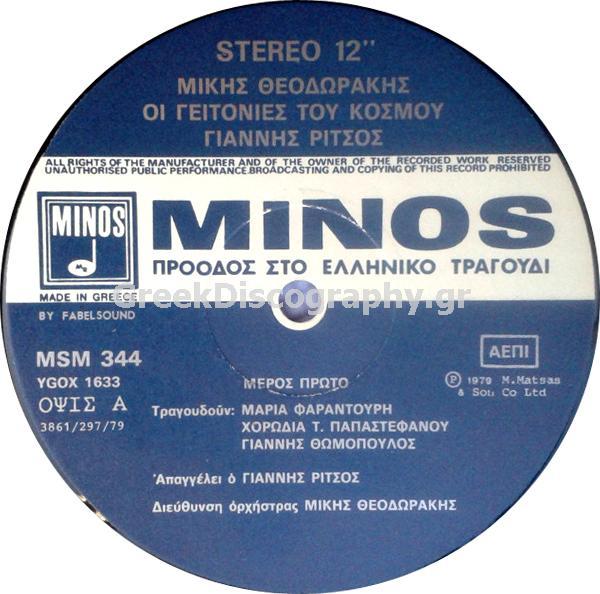 STEREO 12"
ΜΙΚΗΣ ΘΕΟΔΩΡΑΚΗΣ
ΟΙ ΓΕΙΤΟΝΙΕΣ ΤΟΥ ΚΟΣΜΟΥ
ΓΙΑΝΝΗΣ ΡΙΤΣΟΣ
ALL RIGHTS OF THE MANUFACTURER AND OF THE OWNER OF THE RECORDED WORK RESERVED
UNAUTHORISED PUBLIC PERFORMANCE.BROADCASTING AND COPYING OF THIS RECORD PROHIBITED
MINOS
MINOS
ΠΡΟΟΔΟΣ ΣΤΟ ΕΛΛΗΝΙΚΟ ΤΡΑΓΟΥΔΙ
MADE IN GREECE
GreekDiscography.gr
BY FABELSOUND
MSM 344
YGOX 1633
ΟΨΙΣ Α
3861/297/79
ΑΕΠΙ
℗ 1979 M.Matsas
& Son Co Ltd
ΜΕΡΟΣ ΠΡΩΤΟ
Τραγουδοῦν: ΜΑΡΙΑ ΦΑΡΑΝΤΟΥΡΗ
ΧΟΡΩΔΙΑ Τ. ΠΑΠΑΣΤΕΦΑΝΟΥ
ΓΙΑΝΝΗΣ ΘΩΜΟΠΟΥΛΟΣ
Ἀπαγγέλει ὁ ΓΙΑΝΝΗΣ ΡΙΤΣΟΣ
Διεύθυνση ὀρχήστρας ΜΙΚΗΣ ΘΕΟΔΩΡΑΚΗΣ